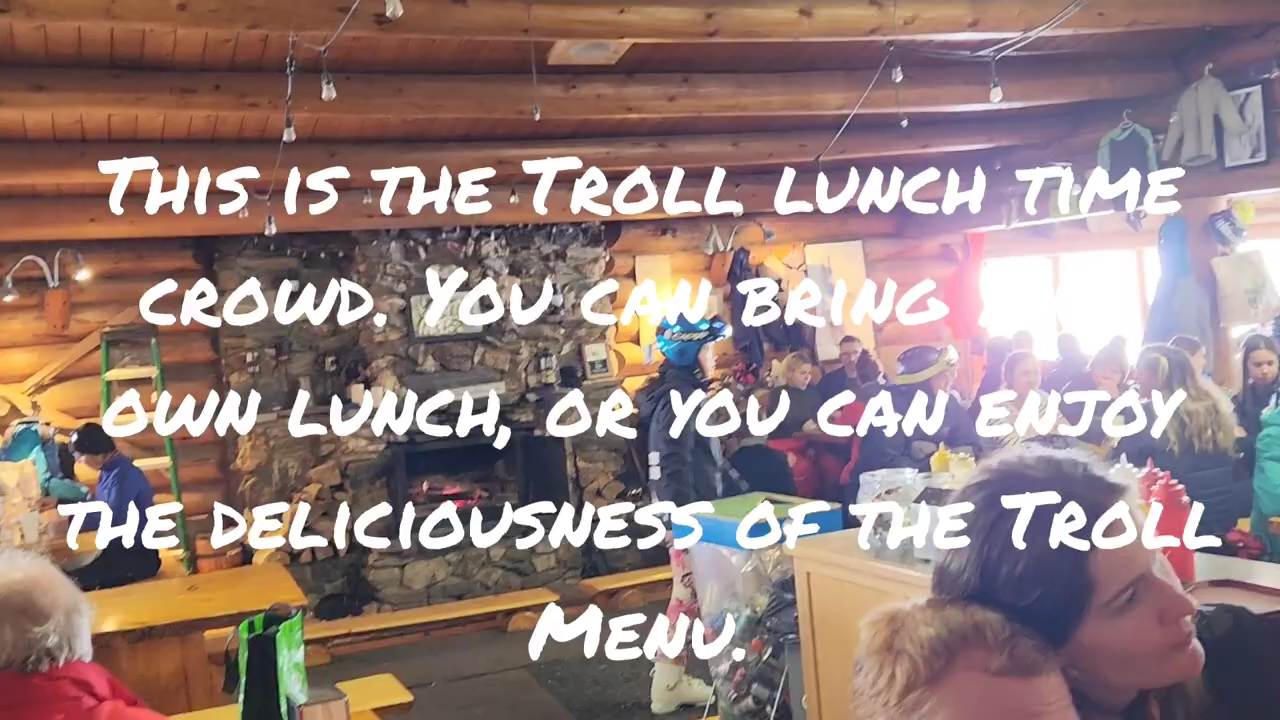 This is the Troll lunch time
crowd. You can bring
own lunch, or you can enjoy
the deliciousness of the Troll
Menu.